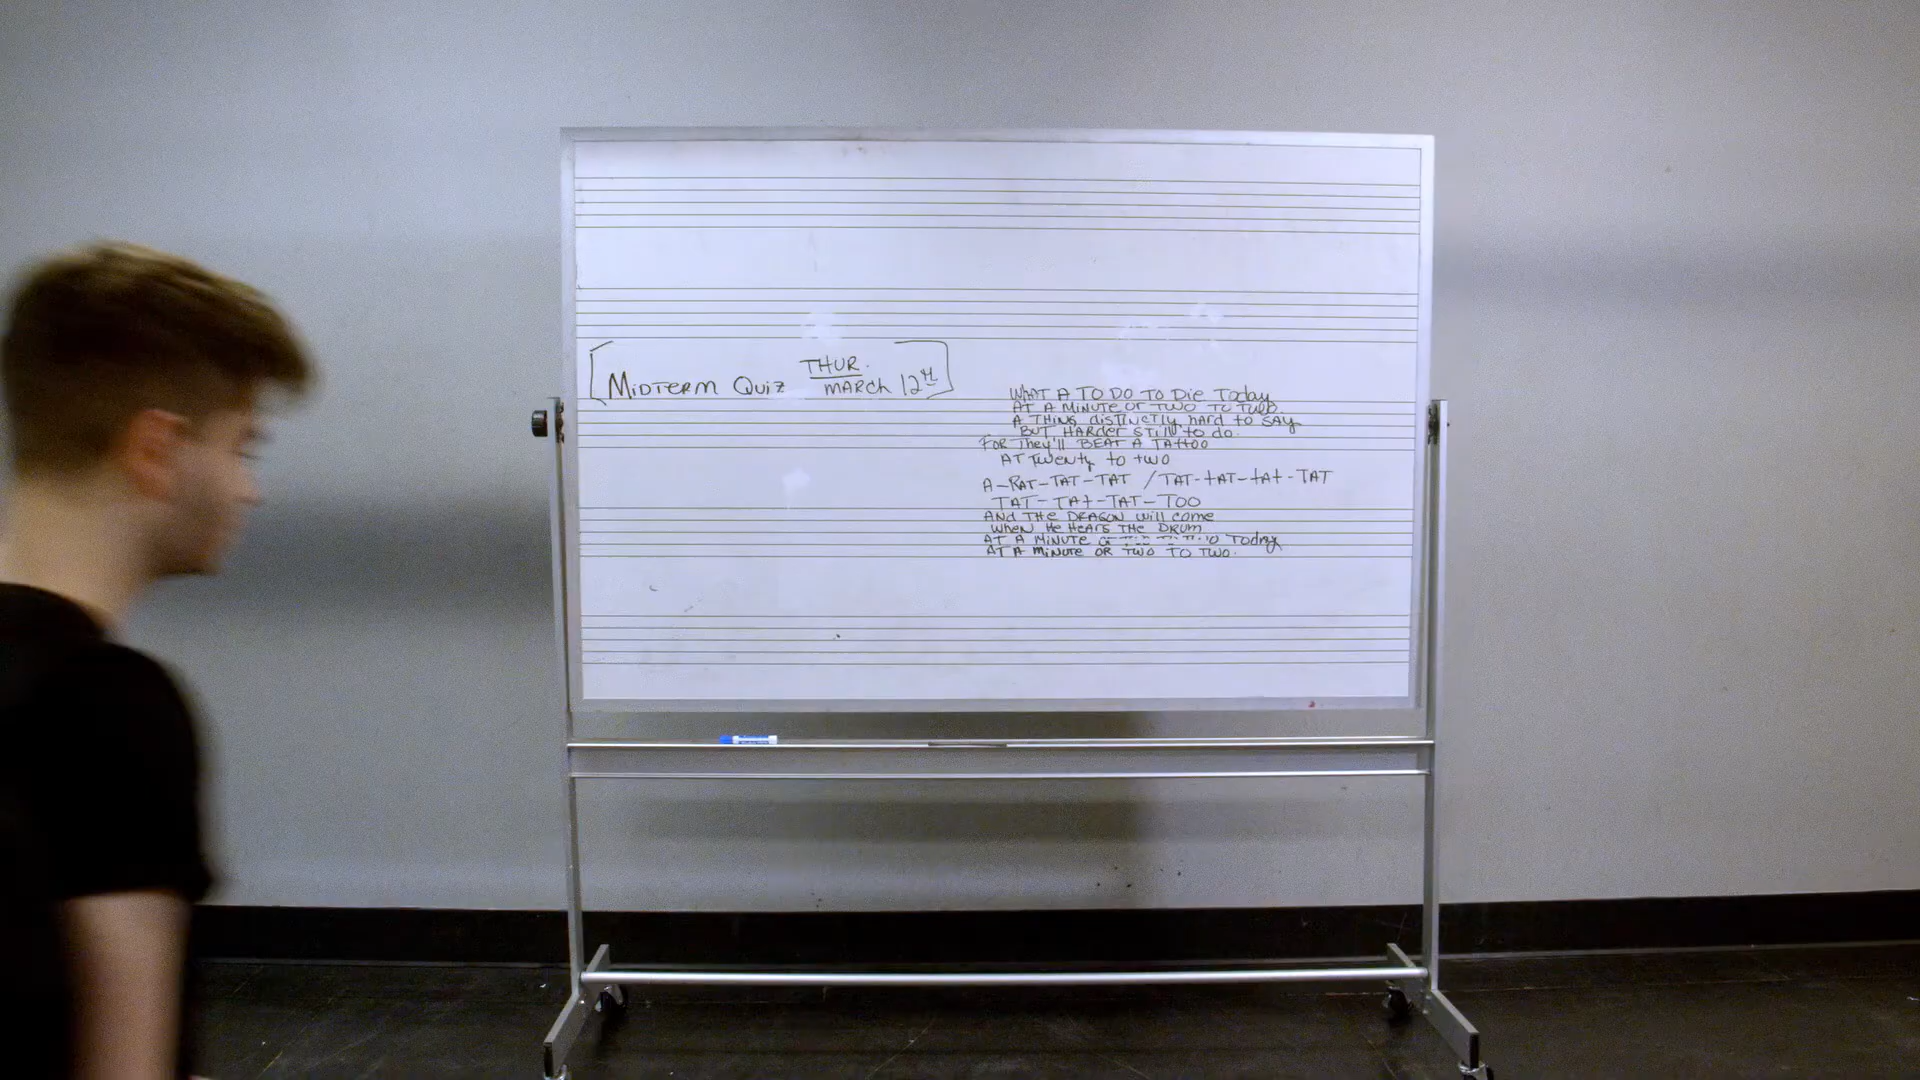 [MIDTERM QUIZ THUR. MARCH 12TH]
WHAT A TO DO TO Die Today
AT A MINUTE OR TWO TO TWO.
A THING disTINCTly hard to say
BUT HARder STILL to do.
FOR They'll BEAT A TATTOO
AT TWenty to two
A-RAT-TAT-TAT / TAT-tAT-tAt-TAT
TAT-TAt-TAT-TOO
AND THE DRAGON will come
WheN He HeARS THE DRUM
AT A MINUTE Today
AT A MINUTE OR TWO TO TWO.